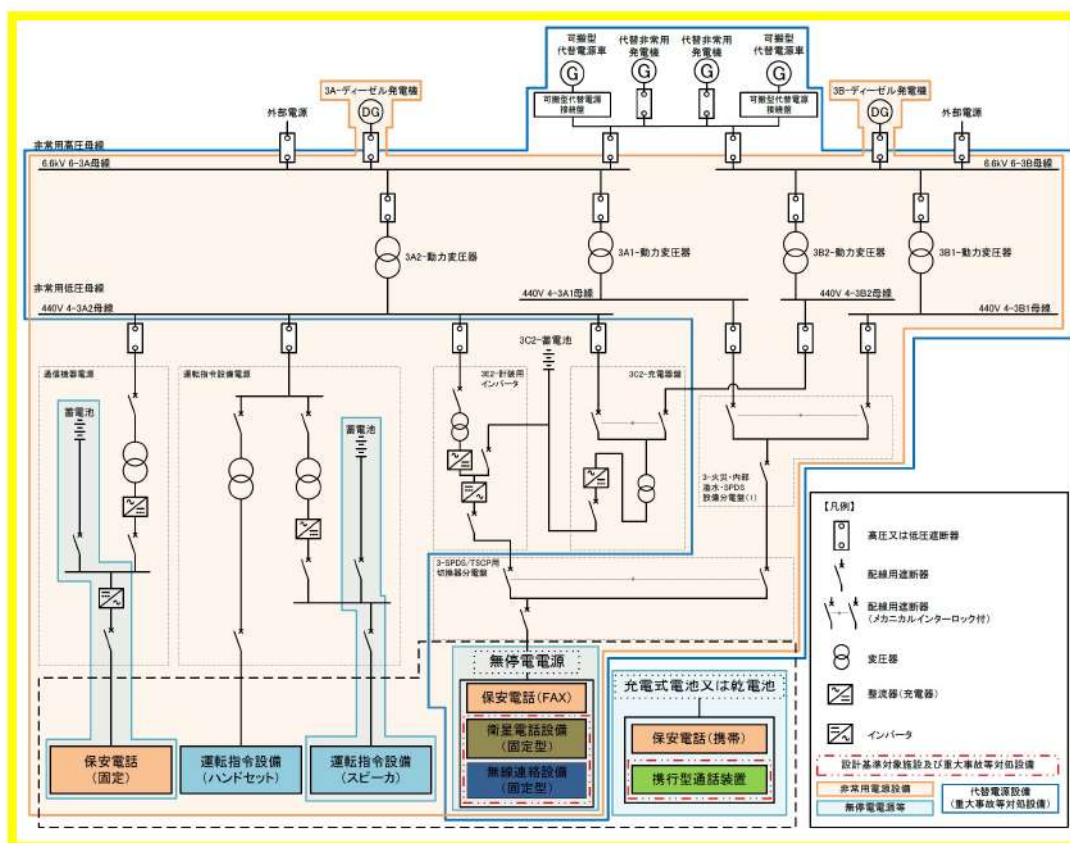 可搬型
代替電源車
代替非常用
発電機
代替非常用
発電機
可搬型
代替電源車
G
G
G
G
3A-ディーゼル発電機
DG
3B-ディーゼル発電機
DG
可搬型代替電源
接続盤
可搬型代替電源
接続盤
外部電源
外部電源
非常用高圧母線
6.6kV 6-3A母線
6.6kV 6-3B母線
3A2-動力変圧器
3A1-動力変圧器
3B2-動力変圧器
3B1-動力変圧器
非常用低圧母線
440V 4-3A2母線
440V 4-3A1母線
440V 4-3B2母線
440V 4-3B1母線
通信機器電源
運転指令設備電源
3C2-蓄電池
3E2-計装用
インバータ
3C2-充電器盤
蓄電池
蓄電池
3-火災・内部
溢水・SPDS
設備分電盤(1)
3-SPDS/TSCP用
切換器分電盤
無停電電源
保安電話(FAX)
衛星電話設備
(固定型)
無線連絡設備
(固定型)
充電式電池又は乾電池
保安電話(携帯)
携行型通話装置
保安電話
(固定)
運転指令設備
(ハンドセット)
運転指令設備
(スピーカ)
【凡例】
高圧又は低圧遮断器
配線用遮断器
配線用遮断器
(メカニカルインターロック付)
変圧器
整流器(充電器)
インバータ
設計基準対象施設及び重大事故等対処設備
非常用電源設備
無停電電源等
代替電源設備
(重大事故等対処設備)